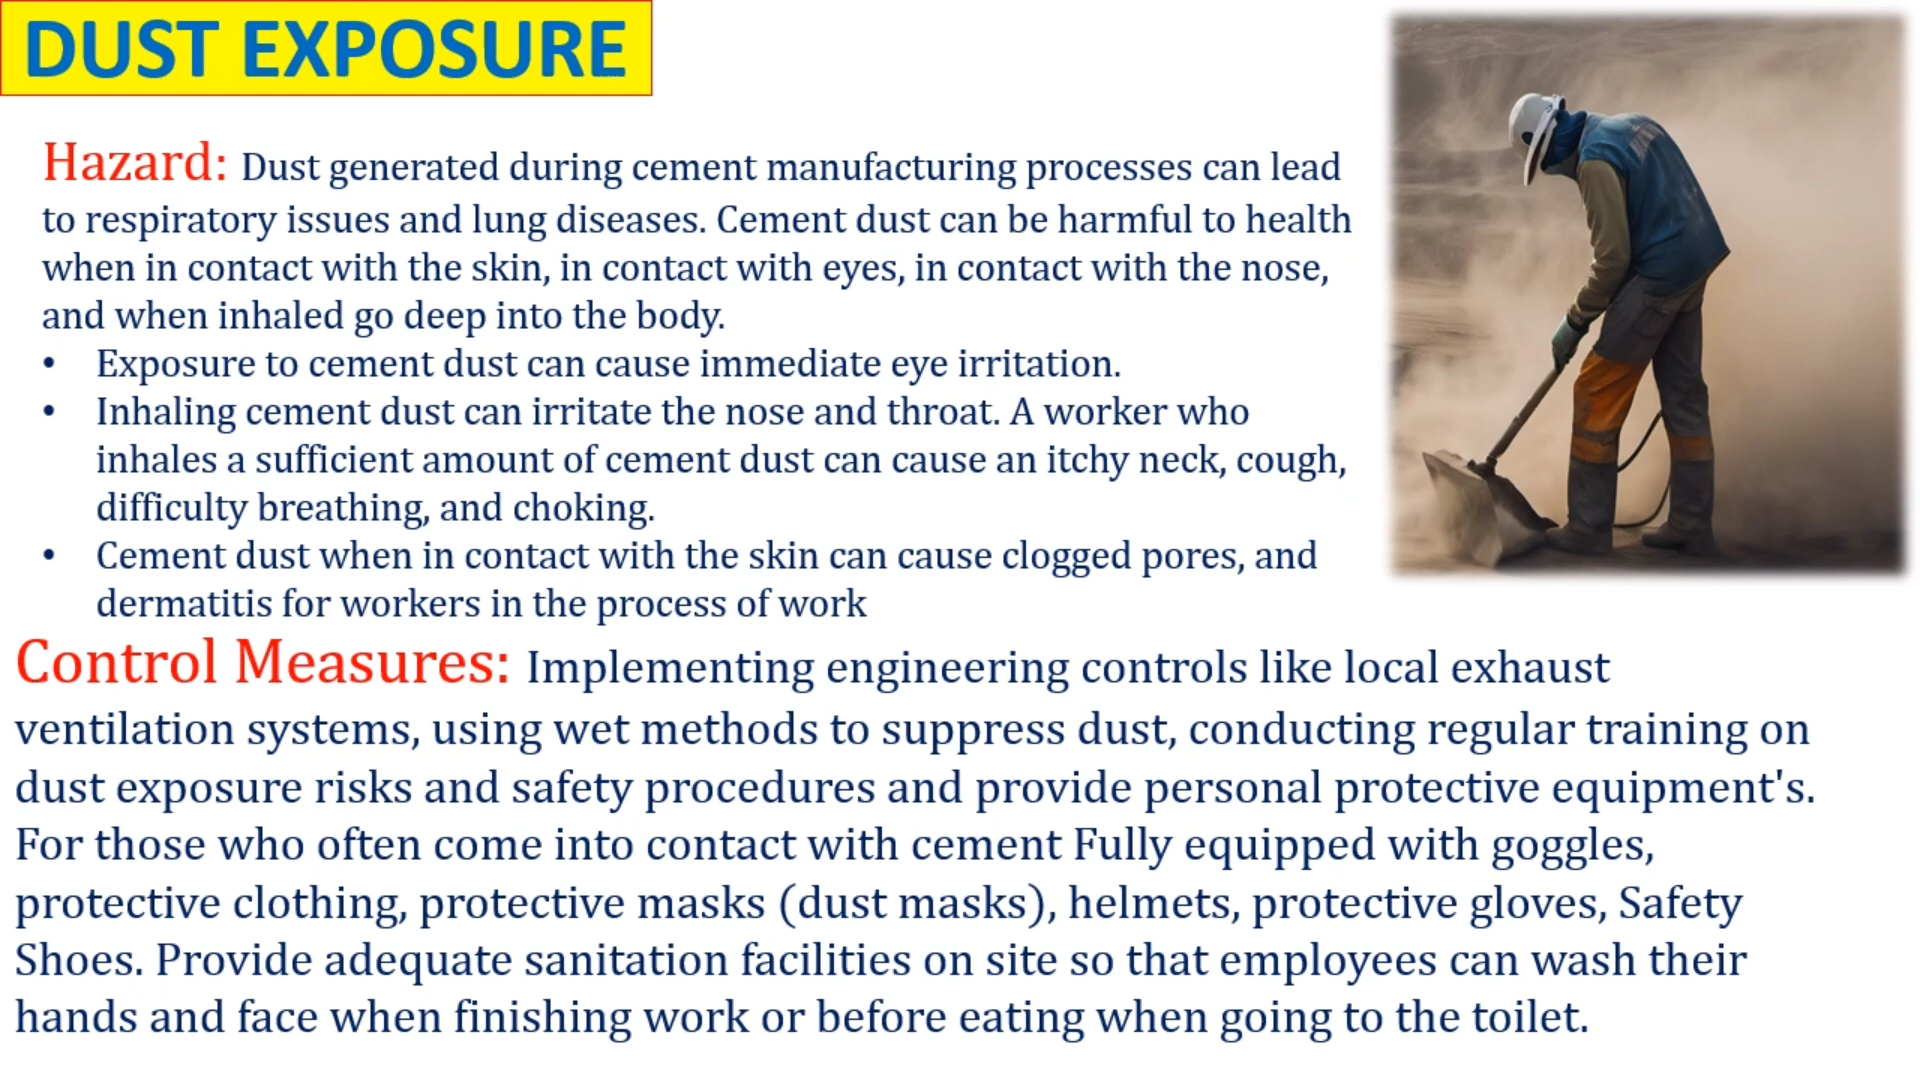 DUST EXPOSURE
Hazard: Dust generated during cement manufacturing processes can lead
to respiratory issues and lung diseases. Cement dust can be harmful to health
when in contact with the skin, in contact with eyes, in contact with the nose,
and when inhaled go deep into the body.
• Exposure to cement dust can cause immediate eye irritation.
• Inhaling cement dust can irritate the nose and throat. A worker who
inhales a sufficient amount of cement dust can cause an itchy neck, cough,
difficulty breathing, and choking.
• Cement dust when in contact with the skin can cause clogged pores, and
dermatitis for workers in the process of work
Control Measures: Implementing engineering controls like local exhaust
ventilation systems, using wet methods to suppress dust, conducting regular training on
dust exposure risks and safety procedures and provide personal protective equipment's.
For those who often come into contact with cement Fully equipped with goggles,
protective clothing, protective masks (dust masks), helmets, protective gloves, Safety
Shoes. Provide adequate sanitation facilities on site so that employees can wash their
hands and face when finishing work or before eating when going to the toilet.